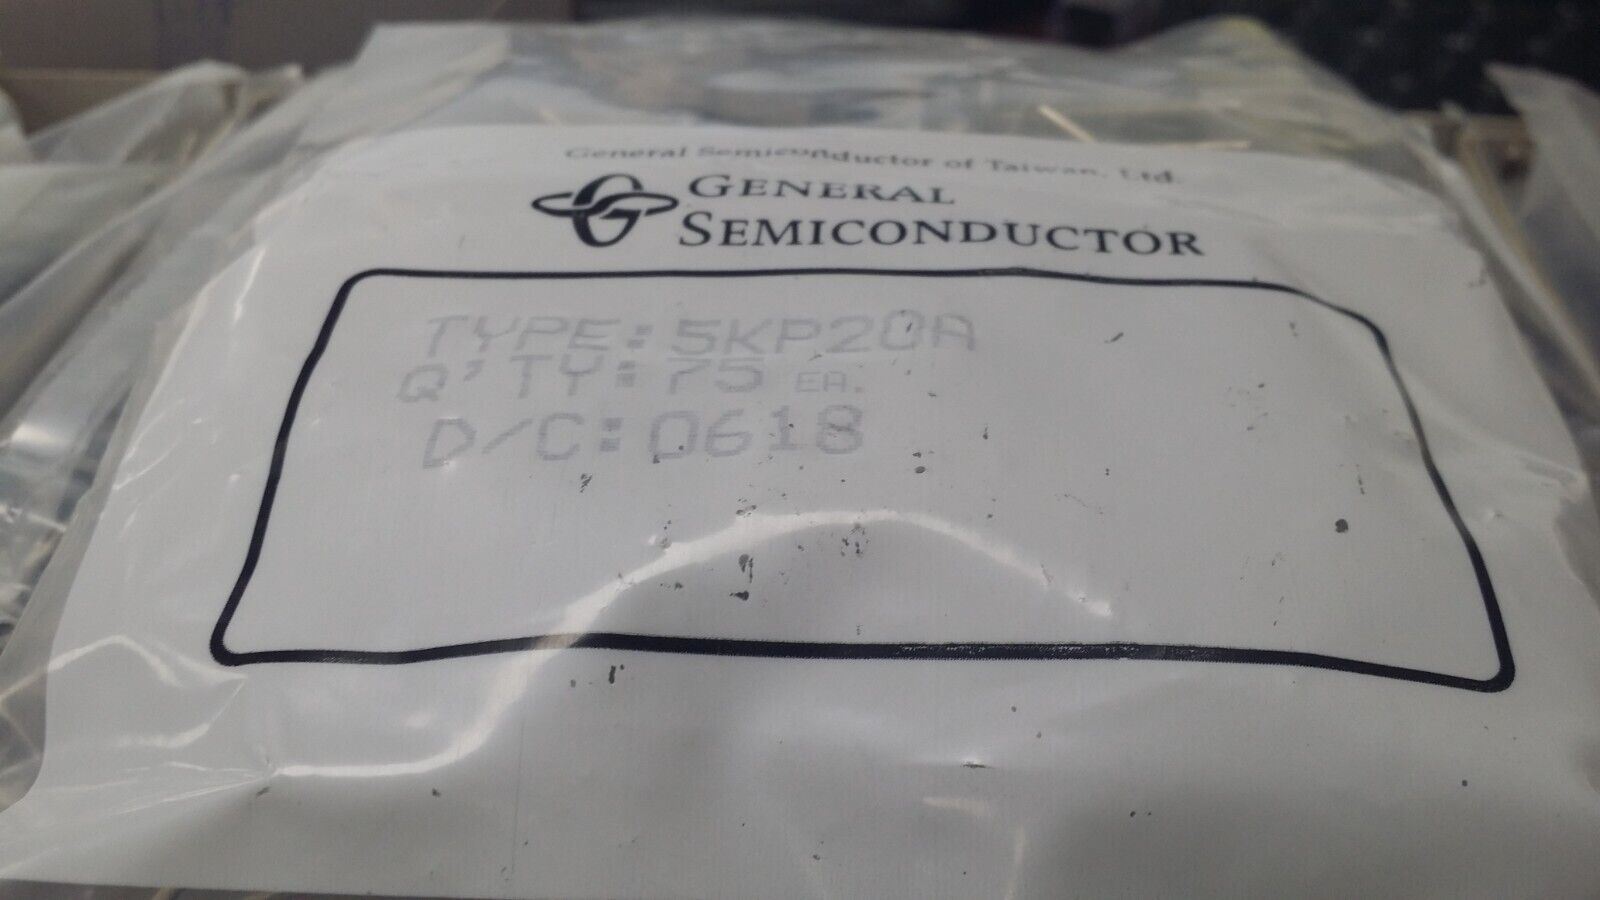 General Semiconductor of Taiwan, Ltd.
GENERAL
SEMICONDUCTOR
TYPE: 5KP20A
Q'TY: 75 EA.
D/C: 0618